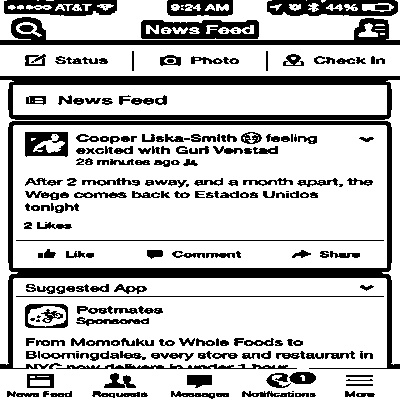 AT&T 9:24 AM 44%
News Feed
Status Photo Check In
News Feed
Cooper Liska-Smith 😄 feeling
excited with Guri Venstad
28 minutes ago
After 2 months away, and a month apart, the
Wege comes back to Estados Unidos
tonight
2 Likes
Like Comment Share
Suggested App
Postmates
Sponsored
From Momofuku to Whole Foods to
Bloomingdales, every store and restaurant in
NYC now delivers in under 1 hour
News Feed Requests Messages Notifications 1 More